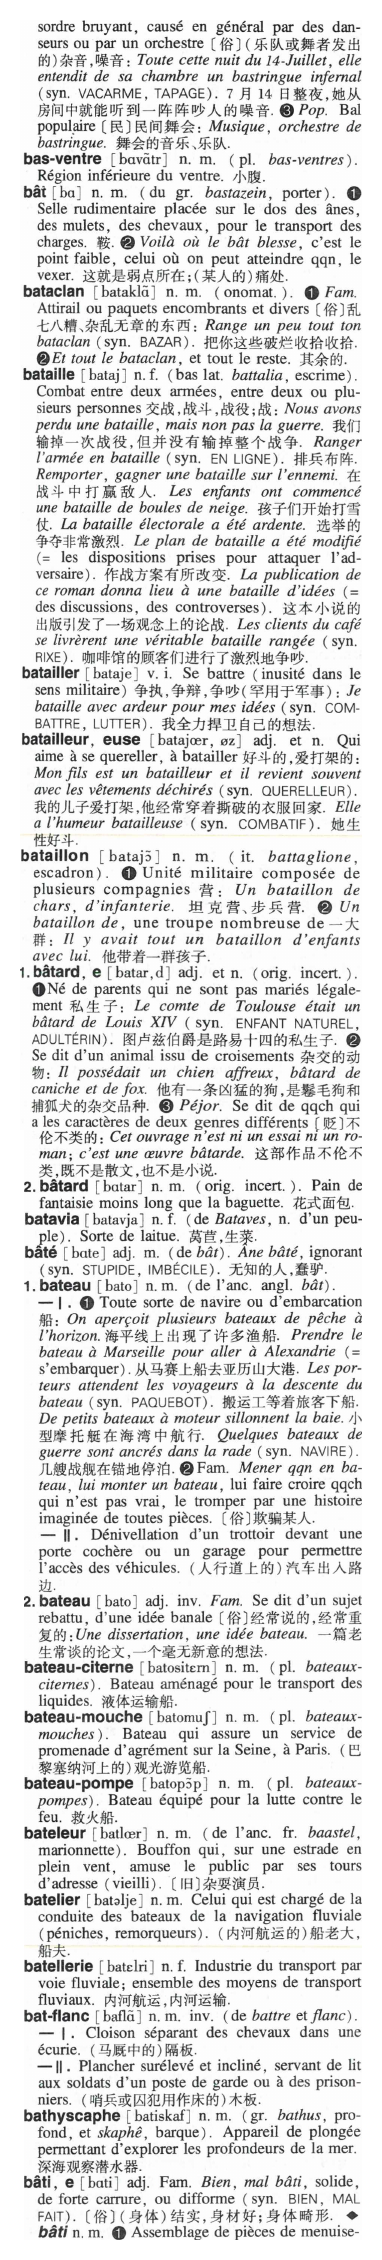 sordre bruyant, causé en général par des dan-
seurs ou par un orchestre [俗](乐队或舞者发出
的)杂音,噪音: Toute cette nuit du 14-Juillet, elle
entendit de sa chambre un bastringue infernal
(syn. VACARME, TAPAGE). 7 月 14 日整夜,她从
房间中就能听到一阵阵吵人的噪音. ❸ Pop. Bal
populaire [民]民间舞会: Musique, orchestre de
bastringue. 舞会的音乐、乐队.
bas-ventre [bɑvɑ̃tr] n. m. (pl. bas-ventres).
Région inférieure du ventre. 小腹.
bât [bɑ] n. m. (du gr. bastazein, porter). ❶
Selle rudimentaire placée sur le dos des ânes,
des mulets, des chevaux, pour le transport des
charges. 鞍. ❷ Voilà où le bât blesse, c'est le
point faible, celui où on peut atteindre qqn, le
vexer. 这就是弱点所在;(某人的)痛处.
bataclan [bataklɑ̃] n. m. (onomat.). ❶ Fam.
Attirail ou paquets encombrants et divers [俗]乱
七八糟、杂乱无章的东西: Range un peu tout ton
bataclan (syn. BAZAR). 把你这些破烂收拾收拾.
❷ Et tout le bataclan, et tout le reste. 其余的.
bataille [bataj] n. f. (bas lat. battalia, escrime).
Combat entre deux armées, entre deux ou plu-
sieurs personnes 交战,战斗,战役;战: Nous avons
perdu une bataille, mais non pas la guerre. 我们
输掉一次战役,但并没有输掉整个战争. Ranger
l'armée en bataille (syn. EN LIGNE). 排兵布阵.
Remporter, gagner une bataille sur l'ennemi. 在
战斗中打赢敌人. Les enfants ont commencé
une bataille de boules de neige. 孩子们开始打雪
仗. La bataille électorale a été ardente. 选举的
争夺非常激烈. Le plan de bataille a été modifié
(= les dispositions prises pour attaquer l'ad-
versaire). 作战方案有所改变. La publication de
ce roman donna lieu à une bataille d'idées (=
des discussions, des controverses). 这本小说的
出版引发了一场观念上的论战. Les clients du café
se livrèrent une véritable bataille rangée (syn.
RIXE). 咖啡馆的顾客们进行了激烈地争吵.
batailler [bataje] v. i. Se battre (inusité dans le
sens militaire) 争执,争辩,争吵(罕用于军事): Je
bataille avec ardeur pour mes idées (syn. COM-
BATTRE, LUTTER). 我全力捍卫自己的想法.
batailleur, euse [batajœr, øz] adj. et n. Qui
aime à se quereller, à batailler 好斗的,爱打架的:
Mon fils est un batailleur et il revient souvent
avec les vêtements déchirés (syn. QUERELLEUR).
我的儿子爱打架,他经常穿着撕破的衣服回家. Elle
a l'humeur batailleuse (syn. COMBATIF). 她生
性好斗.
bataillon [batajɔ̃] n. m. (it. battaglione,
escadron). ❶ Unité militaire composée de
plusieurs compagnies 营: Un bataillon de
chars, d'infanterie. 坦克营、步兵营. ❷ Un
bataillon de, une troupe nombreuse de 一大
群: Il y avait tout un bataillon d'enfants
avec lui. 他带着一群孩子.
1. bâtard, e [batar,d] adj. et n. (orig. incert.).
❶Né de parents qui ne sont pas mariés légale-
ment 私生子: Le comte de Toulouse était un
bâtard de Louis XIV (syn. ENFANT NATUREL,
ADULTÉRIN). 图卢兹伯爵是路易十四的私生子. ❷
Se dit d'un animal issu de croisements 杂交的动
物: Il possédait un chien affreux, bâtard de
caniche et de fox. 他有一条凶猛的狗,是鬈毛狗和
捕狐犬的杂交品种. ❸ Péjor. Se dit de qqch qui
a les caractères de deux genres différents [贬]不
伦不类的: Cet ouvrage n'est ni un essai ni un ro-
man; c'est une œuvre bâtarde. 这部作品不伦不
类,既不是散文,也不是小说.
2. bâtard [bɑtar] n. m. (orig. incert.). Pain de
fantaisie moins long que la baguette. 花式面包.
batavia [batavja] n. f. (de Bataves, n. d'un peu-
ple). Sorte de laitue. 莴苣,生菜.
bâté [bɑte] adj. m. (de bât). Âne bâté, ignorant
(syn. STUPIDE, IMBÉCILE). 无知的人,蠢驴.
1. bateau [bato] n. m. (de l'anc. angl. bât).
— I. ❶ Toute sorte de navire ou d'embarcation
船: On aperçoit plusieurs bateaux de pêche à
l'horizon. 海平线上出现了许多渔船. Prendre le
bateau à Marseille pour aller à Alexandrie (=
s'embarquer). 从马赛上船去亚历山大港. Les por-
teurs attendent les voyageurs à la descente du
bateau (syn. PAQUEBOT). 搬运工等着旅客下船.
De petits bateaux à moteur sillonnent la baie. 小
型摩托艇在海湾中航行. Quelques bateaux de
guerre sont ancrés dans la rade (syn. NAVIRE).
几艘战舰在锚地停泊. ❷ Fam. Mener qqn en ba-
teau, lui monter un bateau, lui faire croire qqch
qui n'est pas vrai, le tromper par une histoire
imaginée de toutes pièces. [俗]欺骗某人.
— II. Dénivellation d'un trottoir devant une
porte cochère ou un garage pour permettre
l'accès des véhicules. (人行道上的)汽车出入路
边.
2. bateau [bato] adj. inv. Fam. Se dit d'un sujet
rebattu, d'une idée banale [俗]经常说的,经常重
复的: Une dissertation, une idée bateau. 一篇老
生常谈的论文,一个毫无新意的想法.
bateau-citerne [batositɛrn] n. m. (pl. bateaux-
citernes). Bateau aménagé pour le transport des
liquides. 液体运输船.
bateau-mouche [batomuʃ] n. m. (pl. bateaux-
mouches). Bateau qui assure un service de
promenade d'agrément sur la Seine, à Paris. (巴
黎塞纳河上的)观光游览船.
bateau-pompe [batopɔ̃p] n. m. (pl. bateaux-
pompes). Bateau équipé pour la lutte contre le
feu. 救火船.
bateleur [batlœr] n. m. (de l'anc. fr. baastel,
marionnette). Bouffon qui, sur une estrade en
plein vent, amuse le public par ses tours
d'adresse (vieilli). [旧]杂耍演员.
batelier [batəlje] n. m. Celui qui est chargé de la
conduite des bateaux de la navigation fluviale
(péniches, remorqueurs). (内河航运的)船老大,
船夫.
batellerie [batɛlri] n. f. Industrie du transport par
voie fluviale; ensemble des moyens de transport
fluviaux. 内河航运,内河运输.
bat-flanc [baflɑ̃] n. m. inv. (de battre et flanc).
— I. Cloison séparant des chevaux dans une
écurie. (马厩中的)隔板.
— II. Plancher surélevé et incliné, servant de lit
aux soldats d'un poste de garde ou à des prison-
niers. (哨兵或囚犯用作床的)木板.
bathyscaphe [batiskaf] n. m. (gr. bathus, pro-
fond, et skaphê, barque). Appareil de plongée
permettant d'explorer les profondeurs de la mer.
深海观察潜水器.
bâti, e [bɑti] adj. Fam. Bien, mal bâti, solide,
de forte carrure, ou difforme (syn. BIEN, MAL
FAIT). [俗](身体)结实,身材好;身体畸形. ◆
bâti n. m. ❶ Assemblage de pièces de menuise-